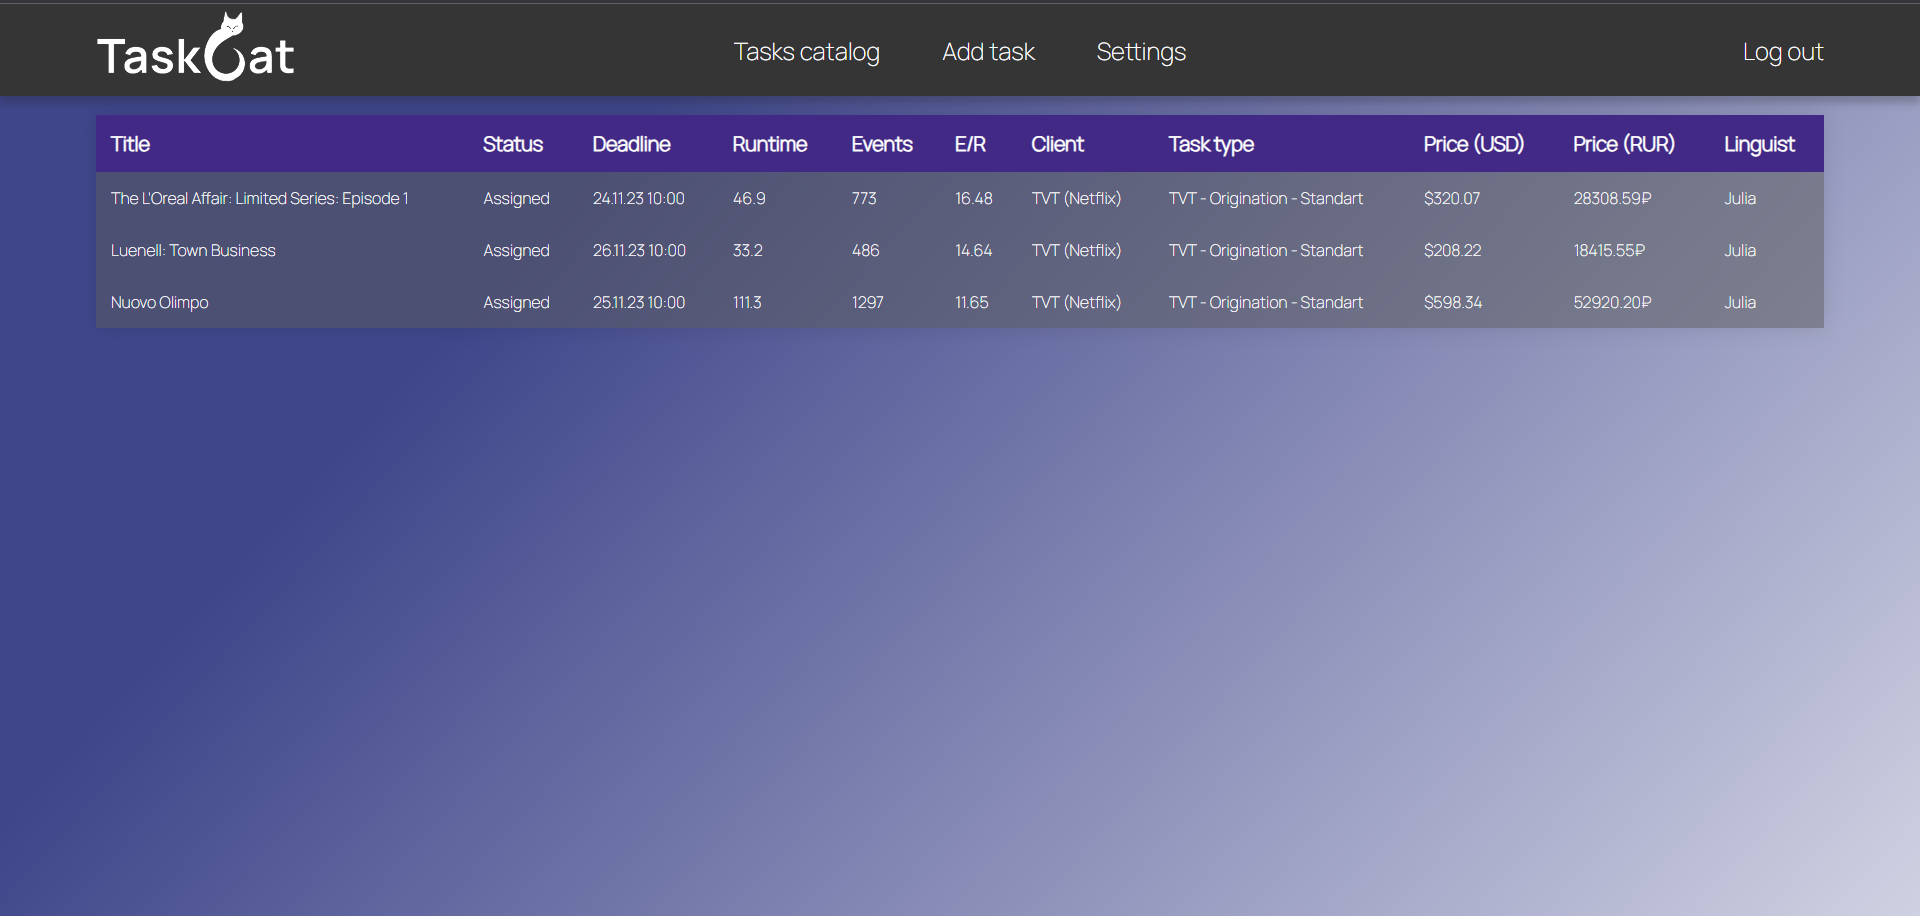 TaskCat Tasks catalog Add task Settings Log out
Title Status Deadline Runtime Events E/R Client Task type Price (USD) Price (RUR) Linguist
The L'Oreal Affair: Limited Series: Episode 1 Assigned 24.11.23 10:00 46.9 773 16.48 TVT (Netflix) TVT - Origination - Standart $320.07 28308.59₽ Julia
Luenell: Town Business Assigned 26.11.23 10:00 33.2 486 14.64 TVT (Netflix) TVT - Origination - Standart $208.22 18415.55₽ Julia
Nuovo Olimpo Assigned 25.11.23 10:00 111.3 1297 11.65 TVT (Netflix) TVT - Origination - Standart $598.34 52920.20₽ Julia